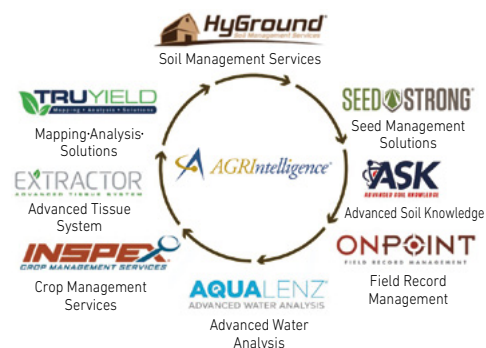 HyGround
Soil Management Services
Soil Management Services
TRUYIELD
Mapping • Analysis • Solutions
Mapping·Analysis·
Solutions
SEED STRONG
Seed Management
Solutions
EXTRACTOR
ADVANCED TISSUE SYSTEM
Advanced Tissue
System
AGRIntelligence
ASK
ADVANCED SOIL KNOWLEDGE
Advanced Soil Knowledge
INSPEX
CROP MANAGEMENT SERVICES
Crop Management
Services
ONPOINT
FIELD RECORD MANAGEMENT
Field Record
Management
AQUALENZ
ADVANCED WATER ANALYSIS
Advanced Water
Analysis